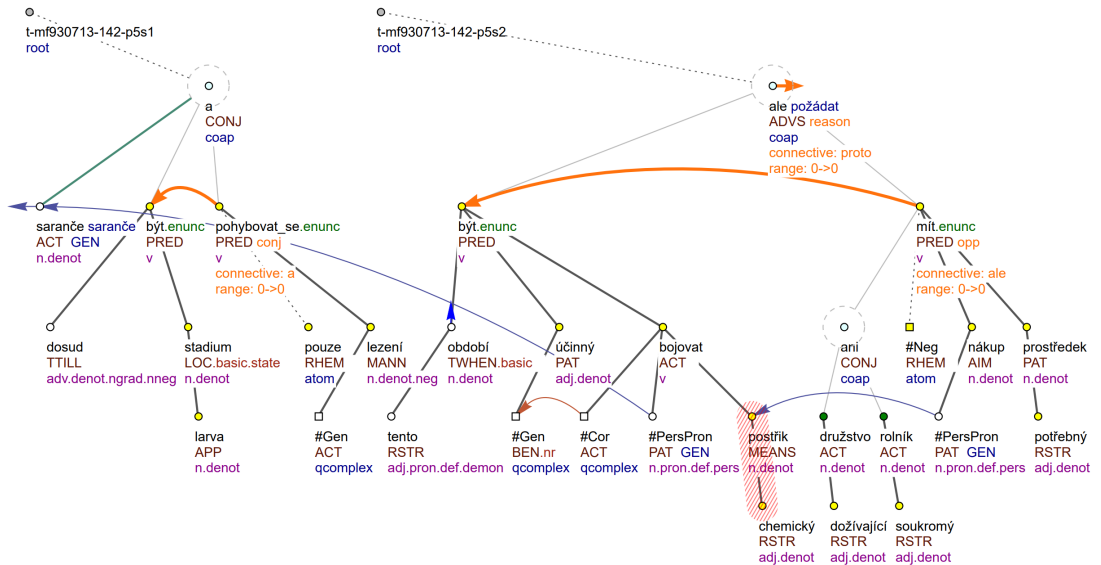 t-mf930713-142-p5s1
root
t-mf930713-142-p5s2
root
a
CONJ
coap
ale požádat
ADVS reason
coap
connective: proto
range: 0->0
saranče saranče
ACT GEN
n.denot
být.enunc
PRED
v
pohybovat_se.enunc
PRED conj
v
connective: a
range: 0->0
být.enunc
PRED
v
mít.enunc
PRED opp
v
connective: ale
range: 0->0
dosud
TTILL
adv.denot.ngrad.nneg
stadium
LOC.basic.state
n.denot
pouze
RHEM
atom
lezení
MANN
n.denot.neg
období
TWHEN.basic
n.denot
účinný
PAT
adj.denot
bojovat
ACT
v
ani
CONJ
coap
#Neg
RHEM
atom
nákup
AIM
n.denot
prostředek
PAT
n.denot
larva
APP
n.denot
#Gen
ACT
qcomplex
tento
RSTR
adj.pron.def.demon
#Gen
BEN.nr
qcomplex
#Cor
ACT
qcomplex
#PersPron
PAT GEN
n.pron.def.pers
postřik
MEANS
n.denot
družstvo
ACT
n.denot
rolník
ACT
n.denot
#PersPron
PAT GEN
n.pron.def.pers
potřebný
RSTR
adj.denot
chemický
RSTR
adj.denot
dožívající
RSTR
adj.denot
soukromý
RSTR
adj.denot